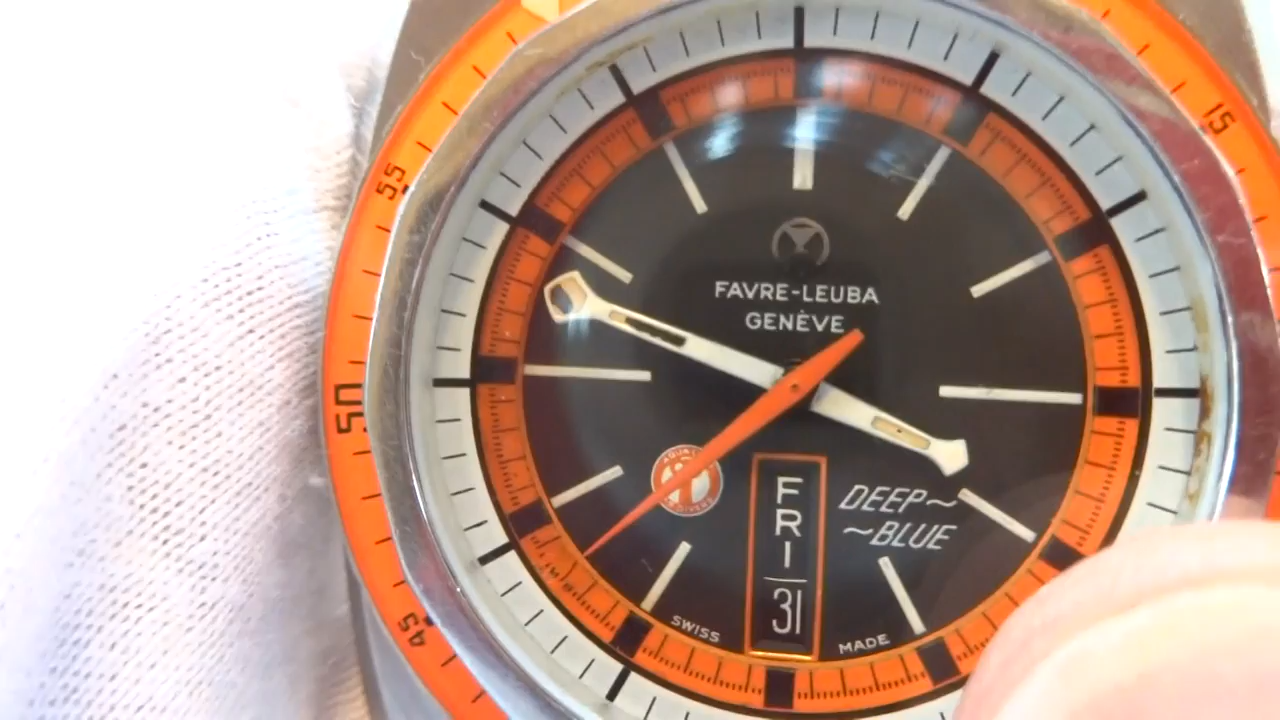 15
55
FAVRE-LEUBA
GENÈVE
50
FRI
31
DEEP~
~BLUE
45
SWISS
MADE